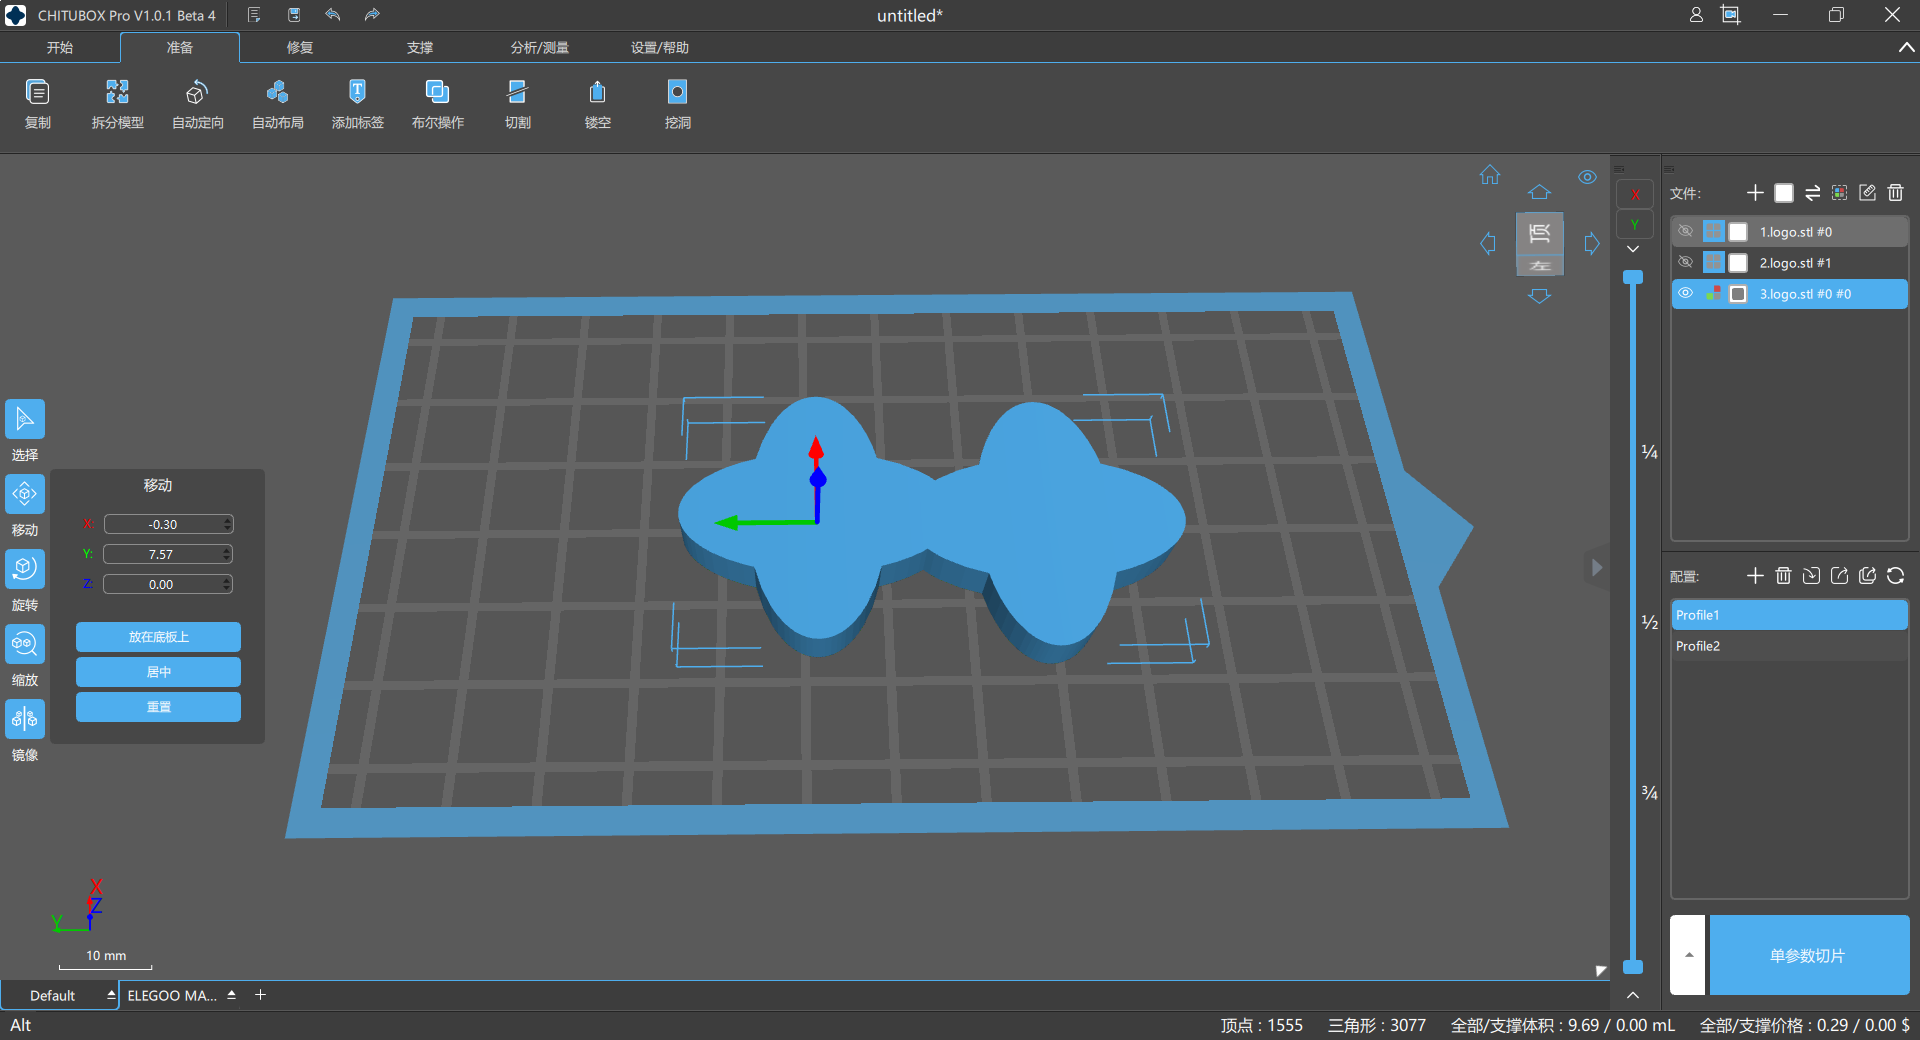 CHITUBOX Pro V1.0.1 Beta 4
untitled*
开始 准备 修复 支撑 分析/测量 设置/帮助
复制 拆分模型 自动定向 自动布局 添加标签 布尔操作 切割 镂空 挖洞
顶
左
X
Y
文件:
1.logo.stl #0
2.logo.stl #1
3.logo.stl #0 #0
¼
½
¾
选择
移动
旋转
缩放
镜像
移动
X: -0.30
Y: 7.57
Z: 0.00
放在底板上
居中
重置
配置:
Profile1
Profile2
单参数切片
X
Z
Y
10 mm
Default ELEGOO MA...
Alt
顶点 : 1555 三角形 : 3077 全部/支撑体积 : 9.69 / 0.00 mL 全部/支撑价格 : 0.29 / 0.00 $